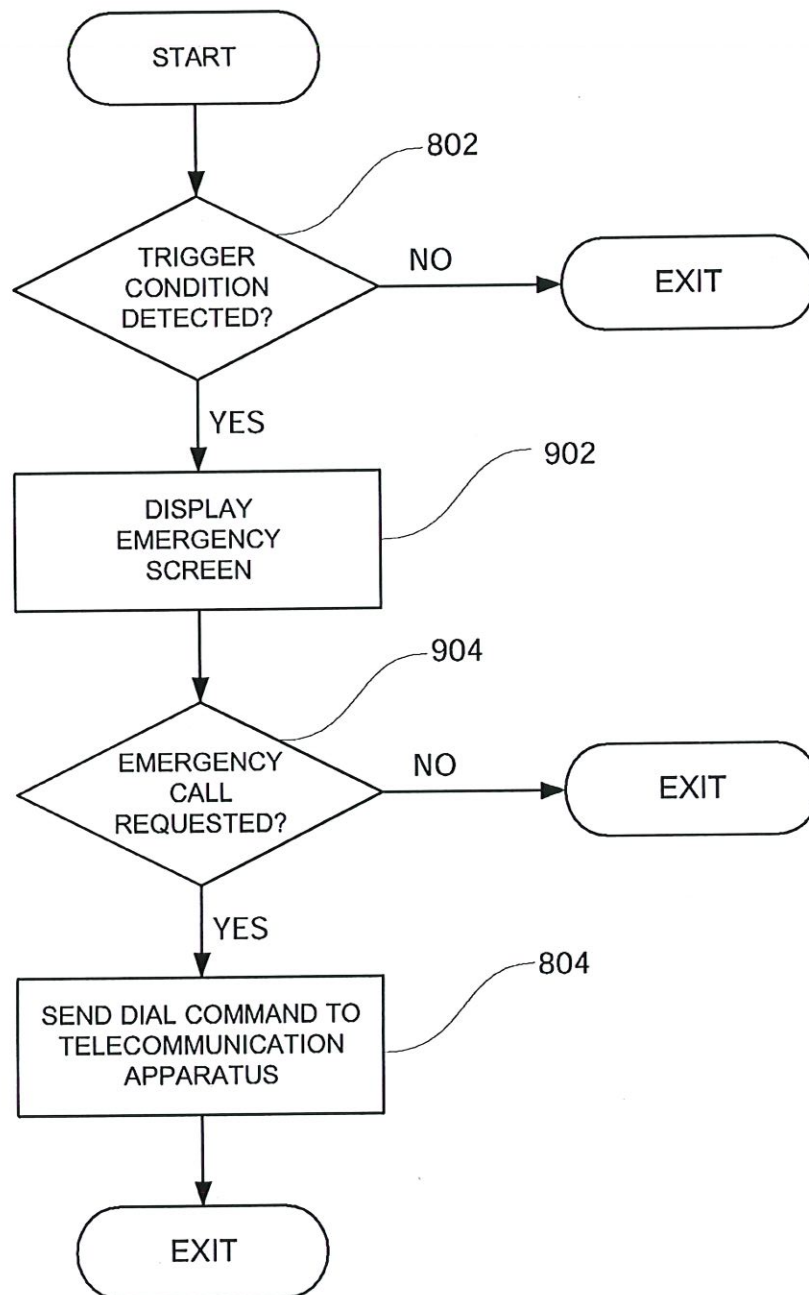 START
802
TRIGGER
CONDITION
DETECTED?
NO
EXIT
YES
902
DISPLAY
EMERGENCY
SCREEN
904
EMERGENCY
CALL
REQUESTED?
NO
EXIT
YES
804
SEND DIAL COMMAND TO
TELECOMMUNICATION
APPARATUS
EXIT